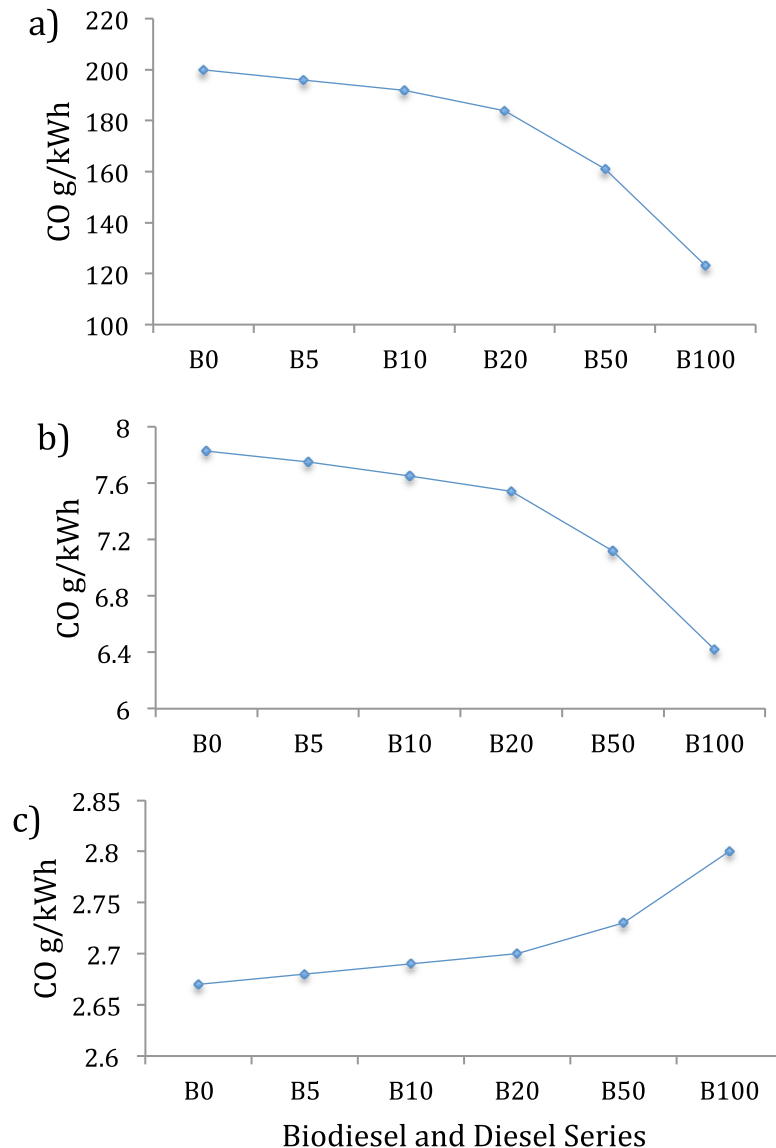 a)
CO g/kWh
220
200
180
160
140
120
100
B0 B5 B10 B20 B50 B100
b)
CO g/kWh
8
7.6
7.2
6.8
6.4
6
B0 B5 B10 B20 B50 B100
c)
CO g/kWh
2.85
2.8
2.75
2.7
2.65
2.6
B0 B5 B10 B20 B50 B100
Biodiesel and Diesel Series